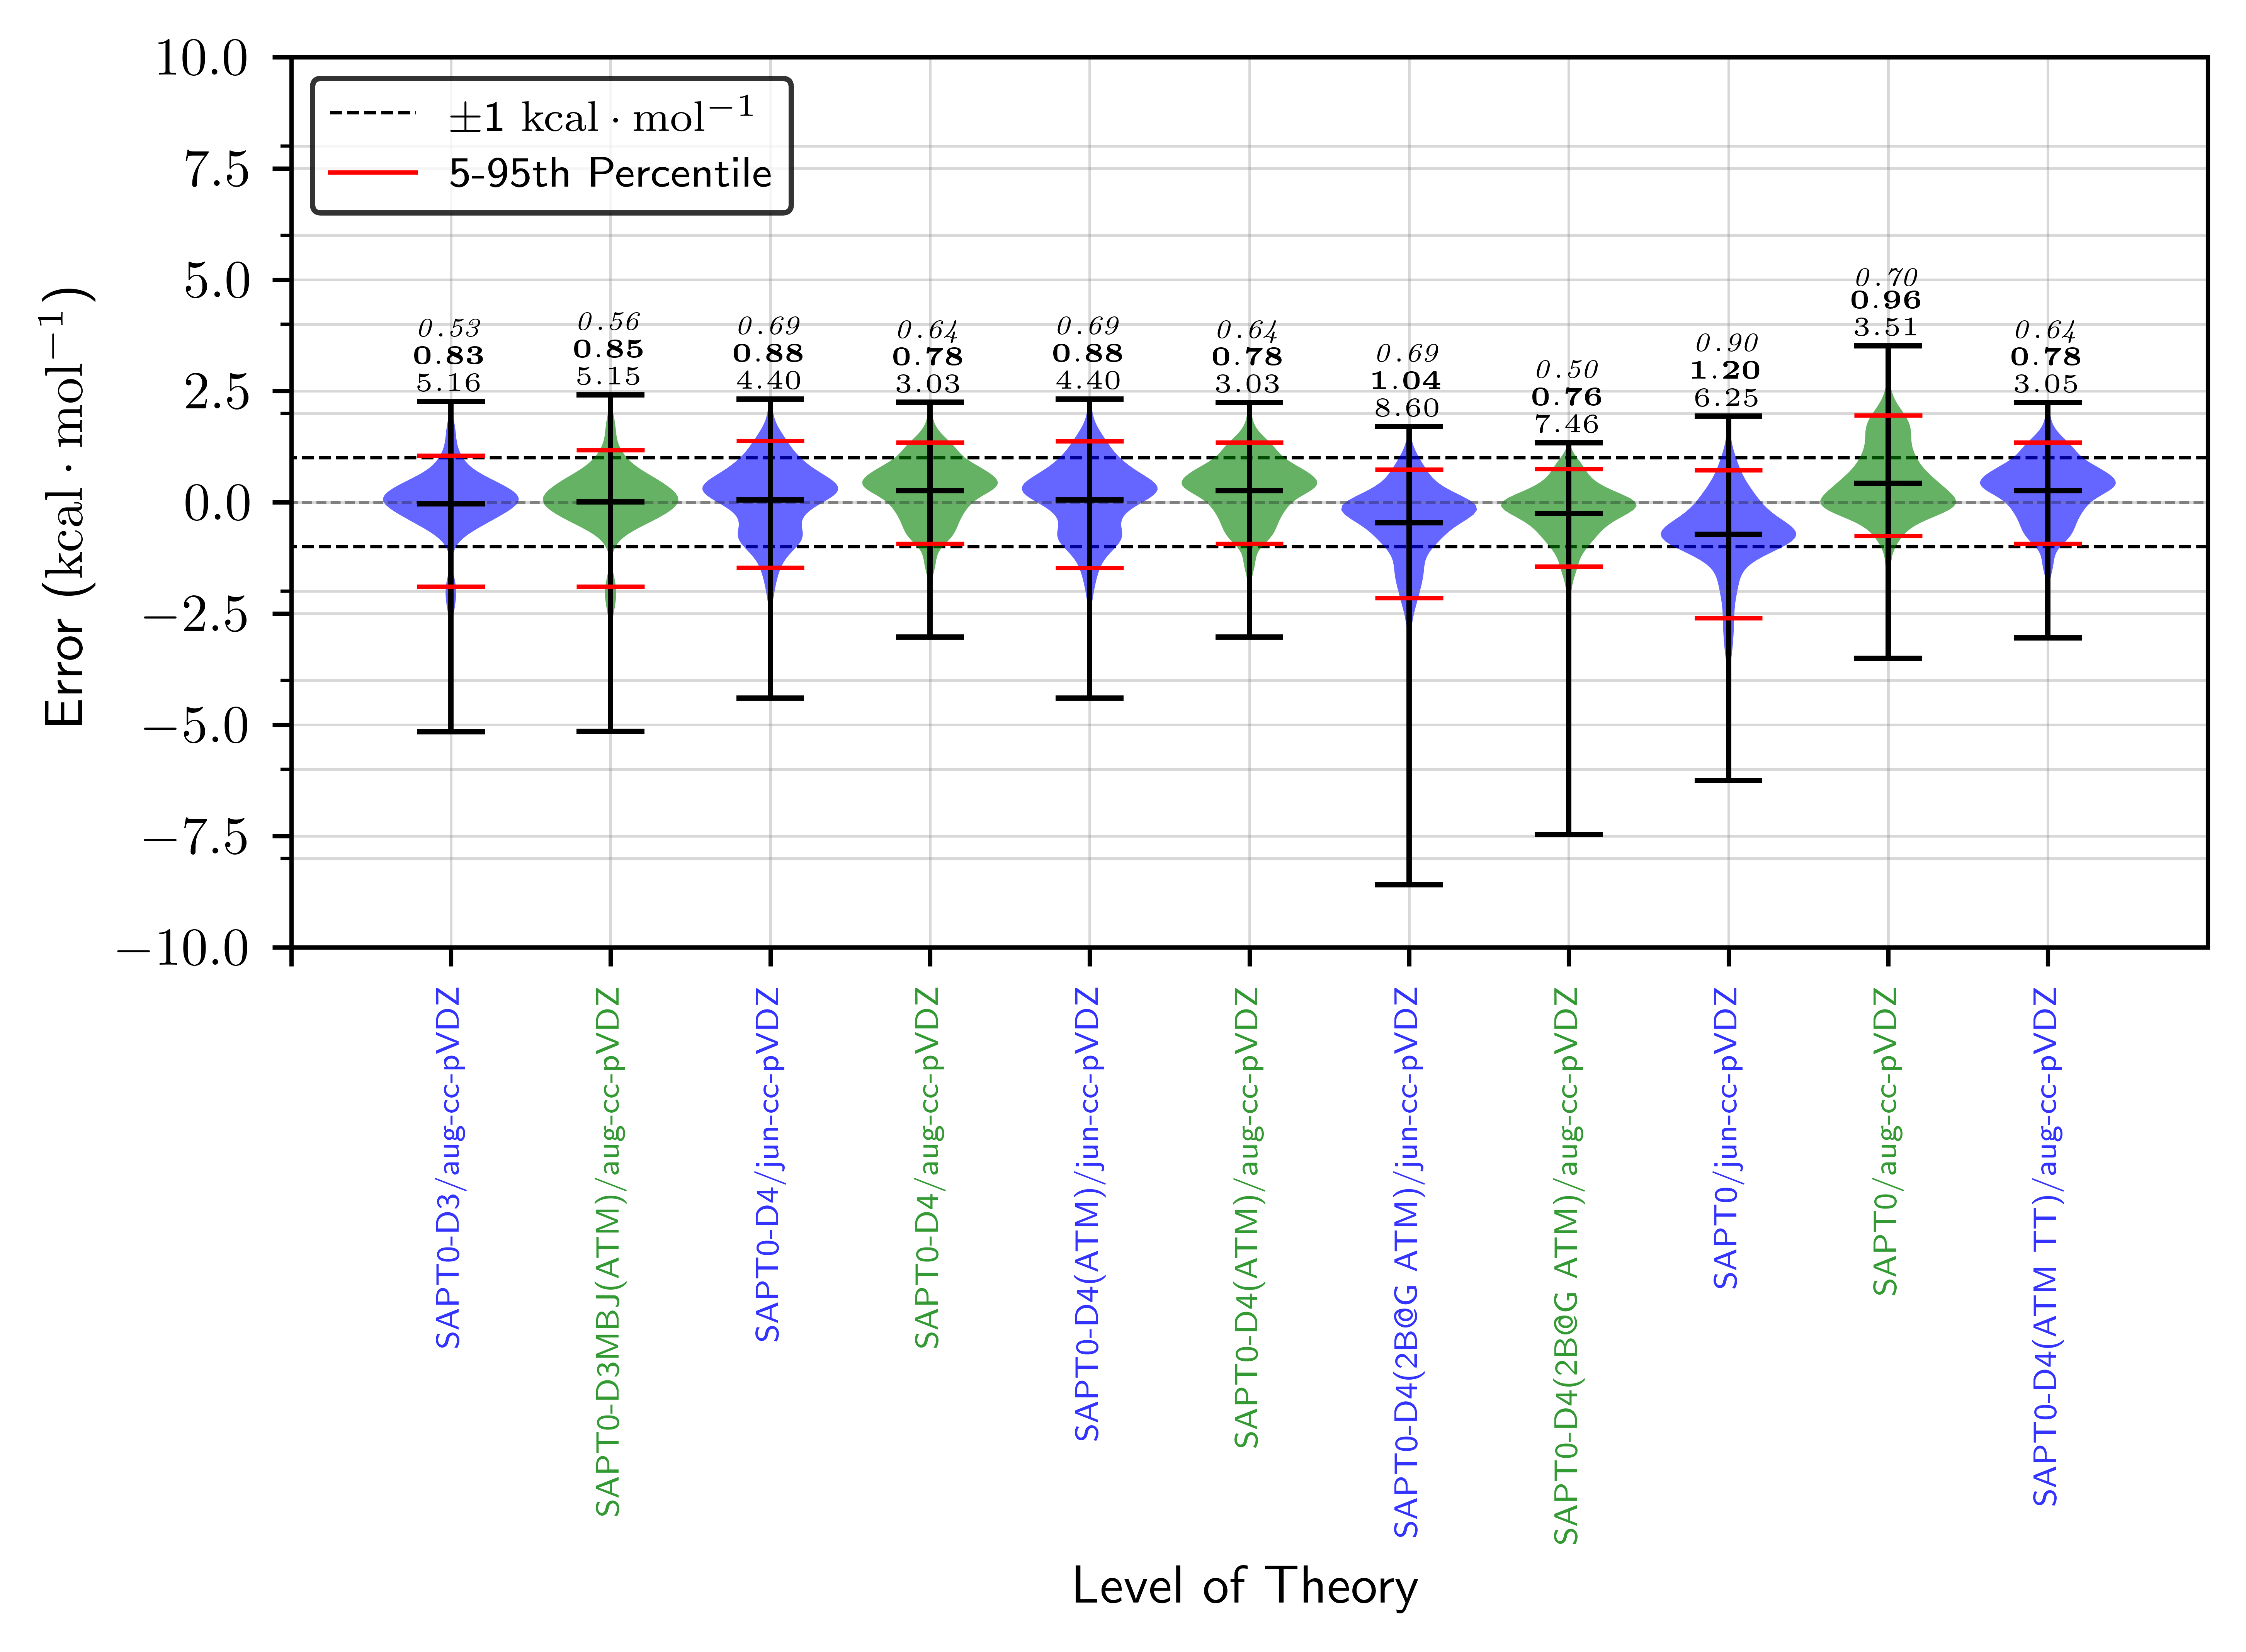 10.0
7.5
5.0
2.5
0.0
−2.5
−5.0
−7.5
−10.0
Error (kcal · mol⁻¹)
±1 kcal · mol⁻¹
5-95th Percentile
0.53
0.83
5.16
0.56
0.85
5.15
0.69
0.88
4.40
0.64
0.78
3.03
0.69
0.88
4.40
0.64
0.78
3.03
0.69
1.04
8.60
0.50
0.76
7.46
0.90
1.20
6.25
0.70
0.96
3.51
0.64
0.78
3.05
SAPT0-D3/aug-cc-pVDZ
SAPT0-D3MBJ(ATM)/aug-cc-pVDZ
SAPT0-D4/jun-cc-pVDZ
SAPT0-D4/aug-cc-pVDZ
SAPT0-D4(ATM)/jun-cc-pVDZ
SAPT0-D4(ATM)/aug-cc-pVDZ
SAPT0-D4(2B@G ATM)/jun-cc-pVDZ
SAPT0-D4(2B@G ATM)/aug-cc-pVDZ
SAPT0/jun-cc-pVDZ
SAPT0/aug-cc-pVDZ
SAPT0-D4(ATM TT)/aug-cc-pVDZ
Level of Theory